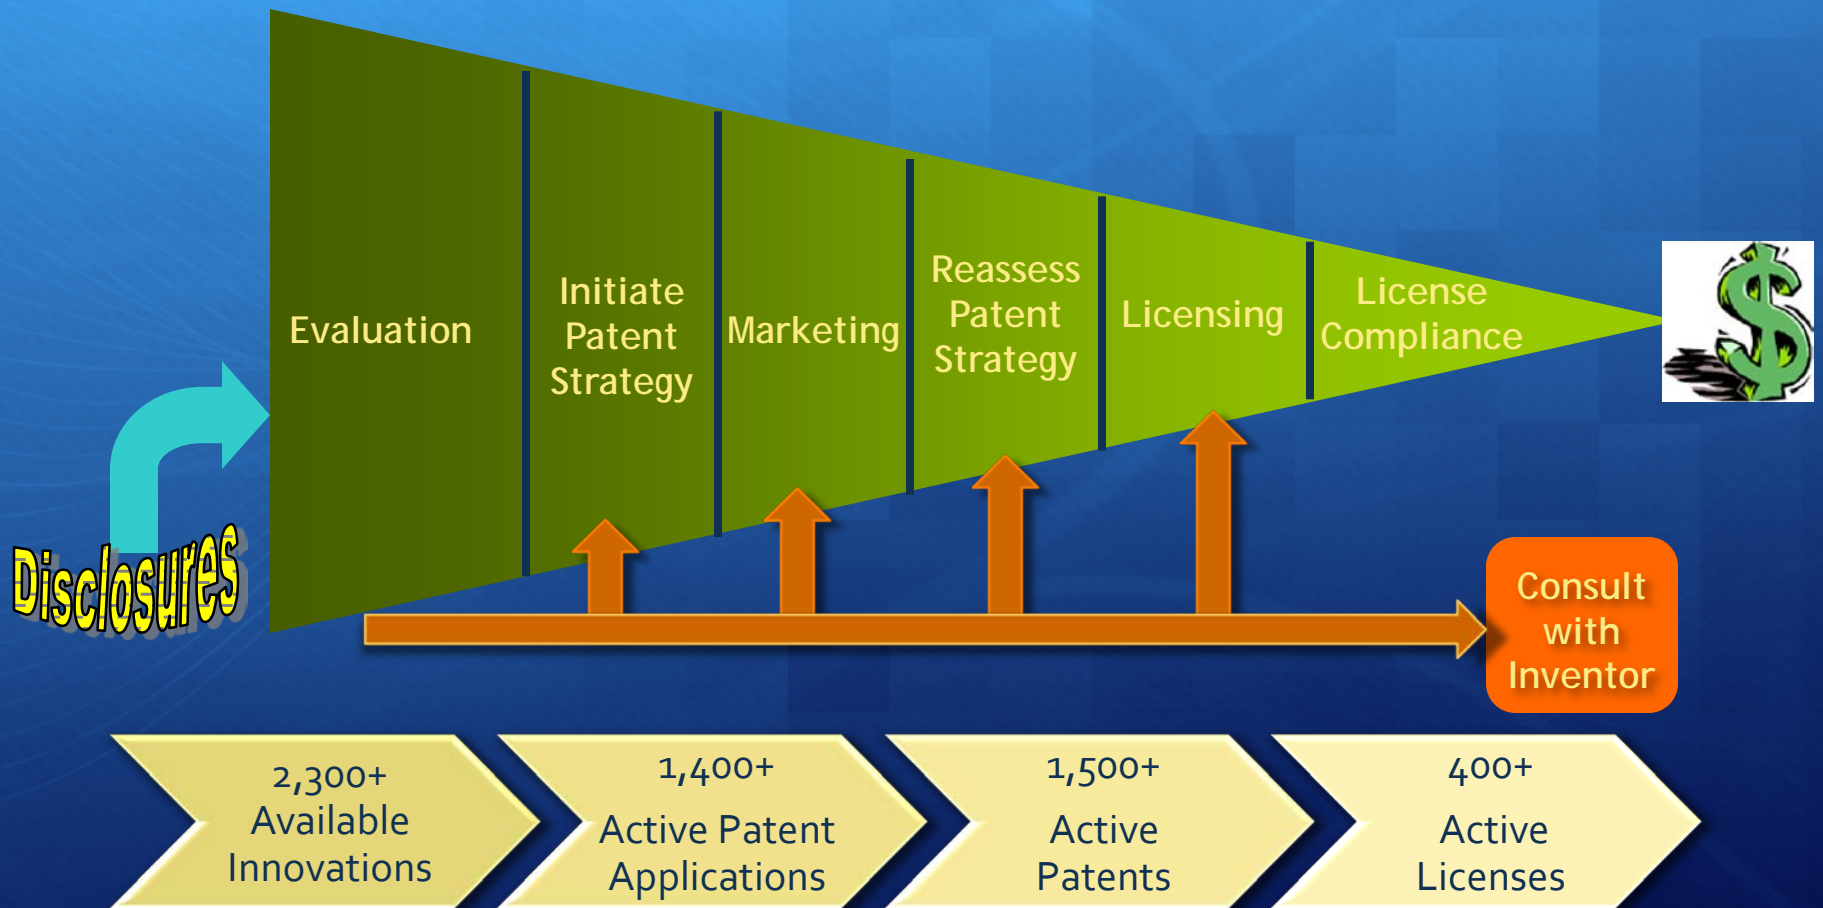 Disclosures
Evaluation
Initiate
Patent
Strategy
Marketing
Reassess
Patent
Strategy
Licensing
License
Compliance
Consult
with
Inventor
2,300+
Available
Innovations
1,400+
Active Patent
Applications
1,500+
Active
Patents
400+
Active
Licenses